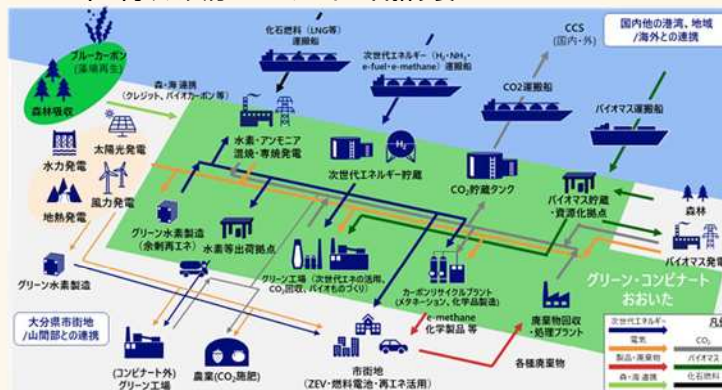 ブルーカーボン
(藻場再生)
森林吸収
森・海 連携
(クレジット、バイオカーボン 等)
化石燃料(LNG等)
運搬船
次世代エネルギー(H₂・NH₃・
e-fuel・e-methane)運搬船
CCS
(国内・外)
国内他の港湾、地域
/海外との連携
CO2運搬船
バイオマス運搬船
水力発電
太陽光発電
地熱発電
風力発電
水素・アンモニア
混焼・専焼発電
次世代エネルギー貯蔵
H₂
CO₂貯蔵タンク
バイオマス貯蔵
・資源化拠点
森林
バイオマス発電
グリーン水素製造
(余剰再エネ)
水素等出荷拠点
グリーン工場(次世代エネの活用、
CO₂回収、バイオものづくり)
カーボンリサイクルプラント
(メタネーション、化学品製造)
グリーン・コンビナート
おおいた
グリーン水素製造
大分県市街地
/山間部との連携
(コンビナート外)
グリーン工場
農業(CO₂施肥)
市街地
(ZEV・燃料電池・再エネ活用)
e-methane
化学製品 等
廃棄物回収
・処理プラント
各種廃棄物
次世代エネルギー
電気
製品・廃棄物
森・海 連携
CO₂
バイオマス
化石燃料